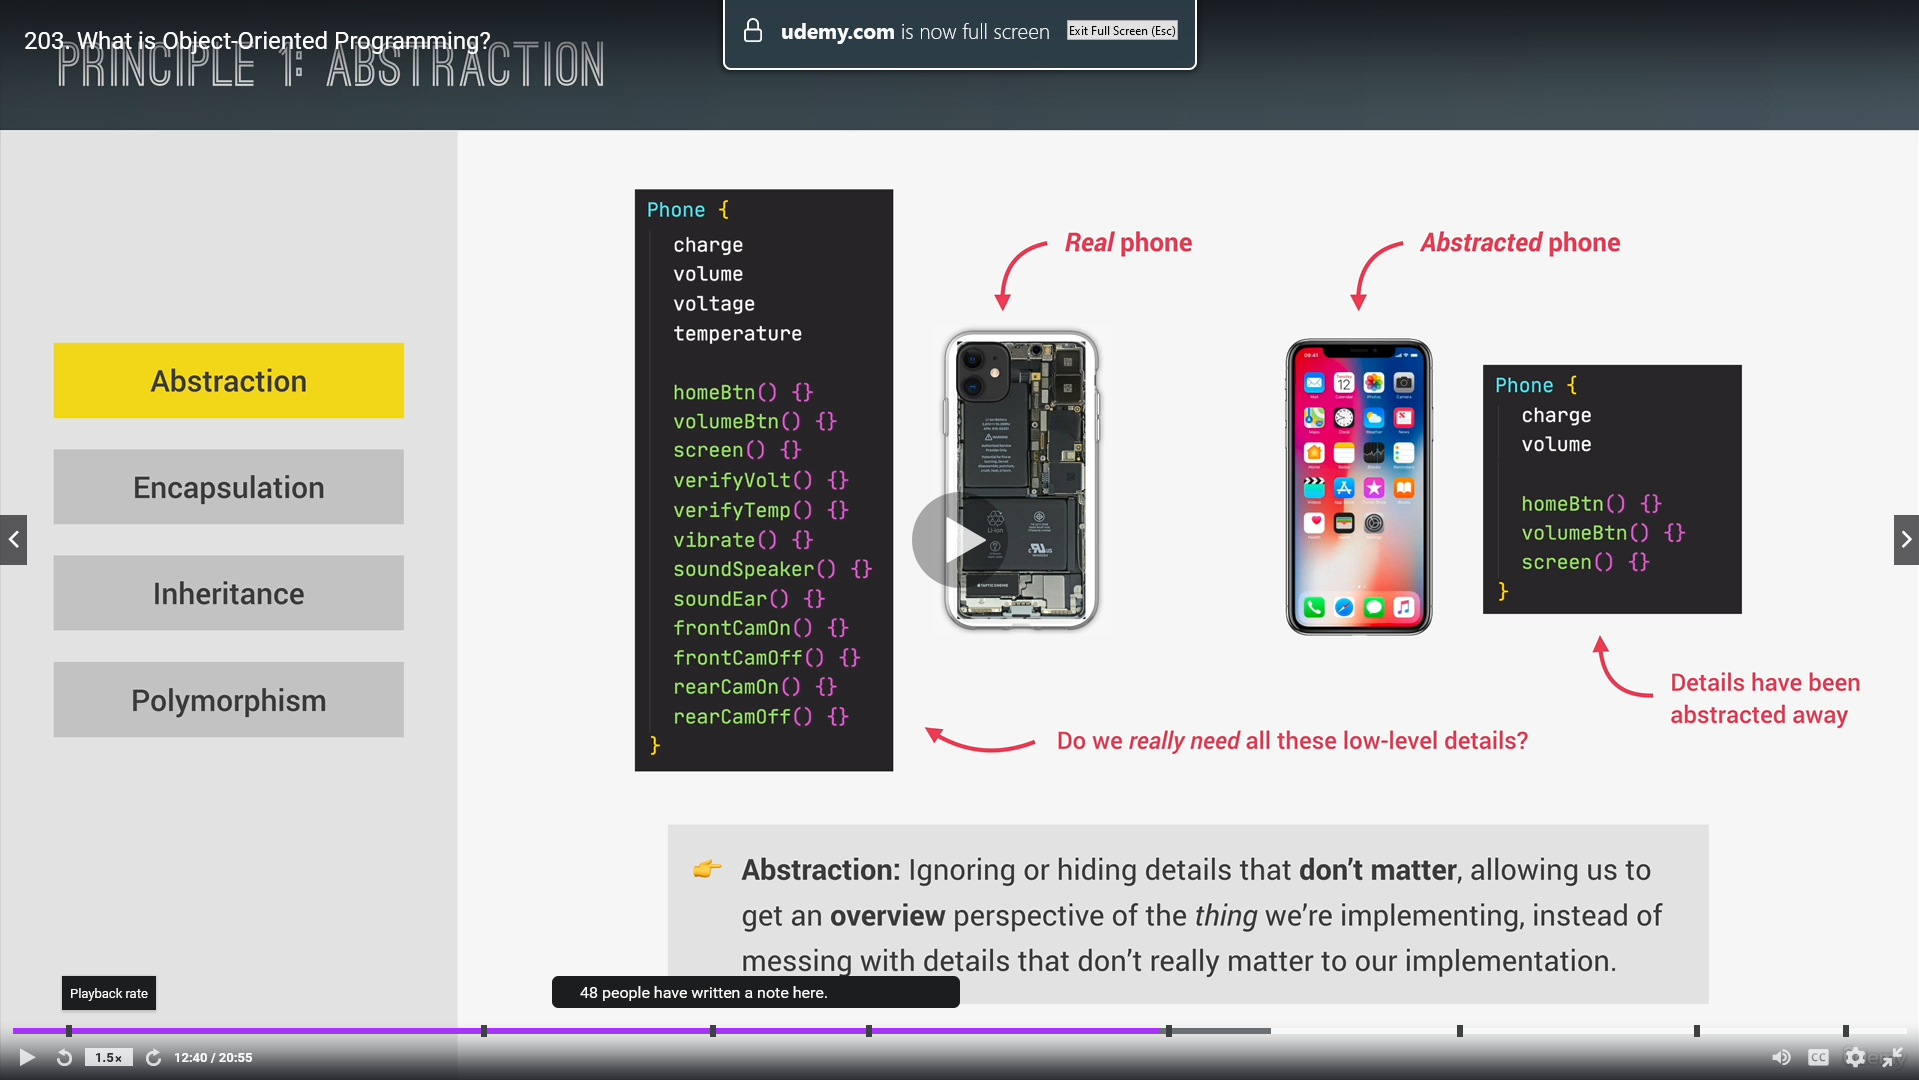 203. What is Object-Oriented Programming?
udemy.com is now full screen
Exit Full Screen (Esc)
PRINCIPLE 1: ABSTRACTION
Abstraction
Encapsulation
Inheritance
Polymorphism
Phone {
charge
volume
voltage
temperature
homeBtn() {}
volumeBtn() {}
screen() {}
verifyVolt() {}
verifyTemp() {}
vibrate() {}
soundSpeaker() {}
soundEar() {}
frontCamOn() {}
frontCamOff() {}
rearCamOn() {}
rearCamOff() {}
}
Real phone
Abstracted phone
Phone {
charge
volume
homeBtn() {}
volumeBtn() {}
screen() {}
}
Details have been
abstracted away
Do we really need all these low-level details?
👉 Abstraction: Ignoring or hiding details that don’t matter, allowing us to
get an overview perspective of the thing we’re implementing, instead of
messing with details that don’t really matter to our implementation.
Playback rate
48 people have written a note here.
1.5×
12:40 / 20:55
CC